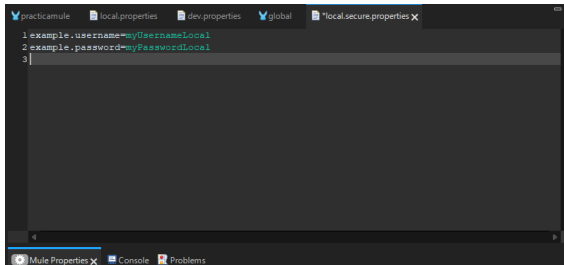 practicamule local.properties dev.properties global *local.secure.properties
1 example.username=myUsernameLocal
2 example.password=myPasswordLocal
3
Mule Properties Console Problems